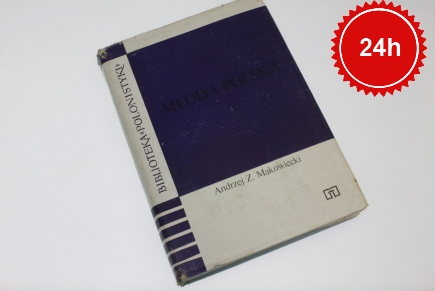 24h
BIBLIOTEKA POLONISTYKI
MŁODA POLSKA
Andrzej Z. Makowiecki